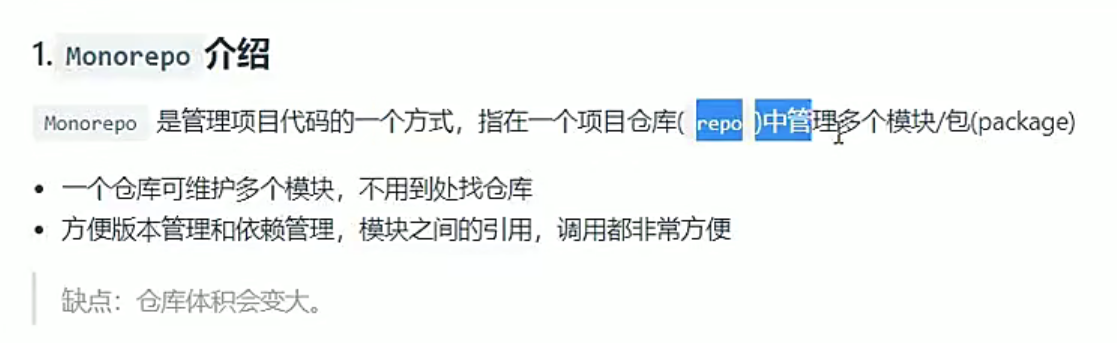 1. Monorepo 介绍
Monorepo 是管理项目代码的一个方式，指在一个项目仓库( repo )中管理多个模块/包(package)
• 一个仓库可维护多个模块，不用到处找仓库
• 方便版本管理和依赖管理，模块之间的引用，调用都非常方便
缺点：仓库体积会变大。